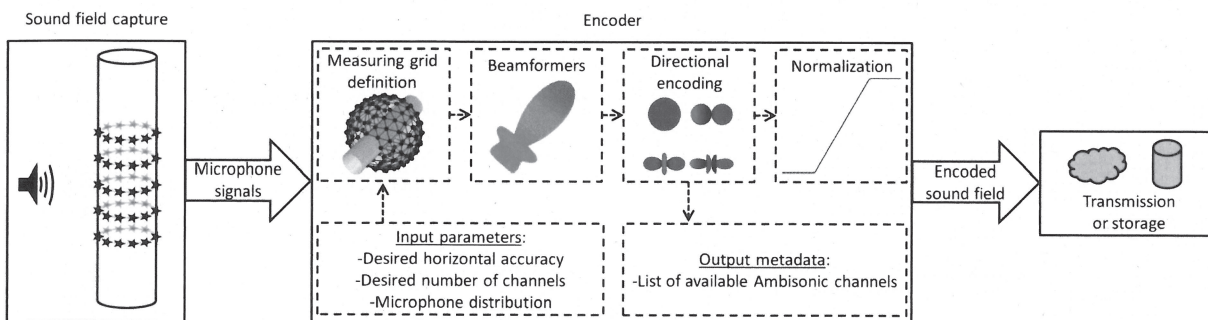 Sound field capture
Encoder
Measuring grid
definition
Beamformers
Directional
encoding
Normalization
Microphone
signals
Input parameters:
-Desired horizontal accuracy
-Desired number of channels
-Microphone distribution
Output metadata:
-List of available Ambisonic channels
Encoded
sound field
Transmission
or storage